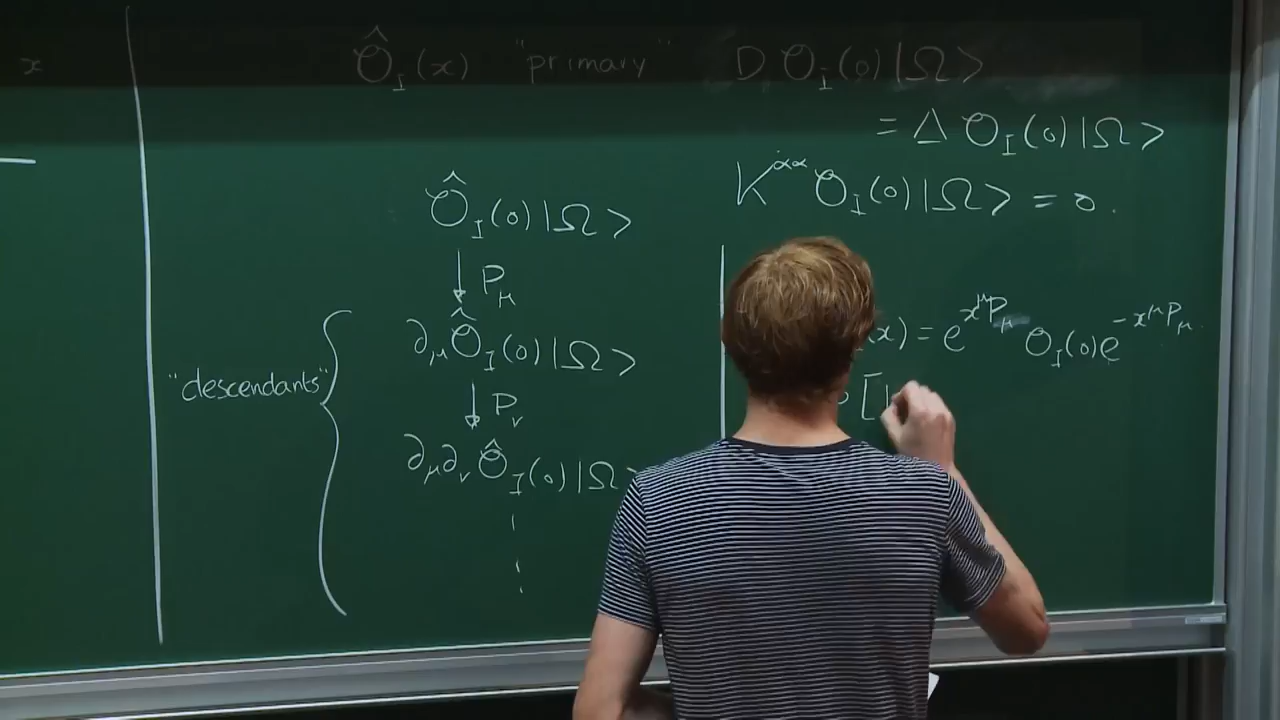 x
Ô_I(x) "primary" D O_I(0)|Ω>
= Δ O_I(0)|Ω>
K^{α̇α} O_I(0)|Ω> = 0.
Ô_I(0)|Ω>
↓ P_μ
"descendants" { ∂_μ Ô_I(0)|Ω>
↓ P_ν
∂_μ ∂_ν Ô_I(0)|Ω
(x) = e^{x^μ P_μ} O_I(0) e^{-x^μ P_μ}
[